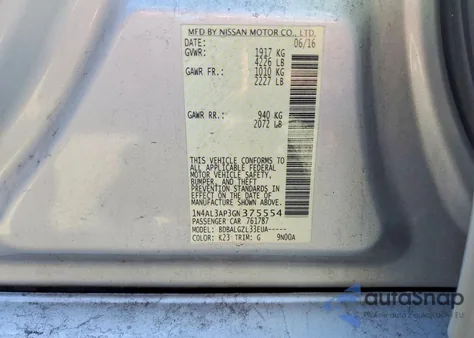 MFD BY NISSAN MOTOR CO., LTD.
DATE: 06/16
GVWR: 1917 KG
4226 LB
GAWR FR.: 1010 KG
2227 LB
GAWR RR.: 940 KG
2072 LB
THIS VEHICLE CONFORMS TO
ALL APPLICABLE FEDERAL
MOTOR VEHICLE SAFETY,
BUMPER, AND THEFT
PREVENTION STANDARDS
IN EFFECT ON THE DATE OF
MANUFACTURE SHOWN ABOVE.
1N4AL3AP3GN375554
PASSENGER CAR 761787
MODEL: BDBALGZL33EUA-----
COLOR: K23 TRIM: G 9N00A
autoSnap